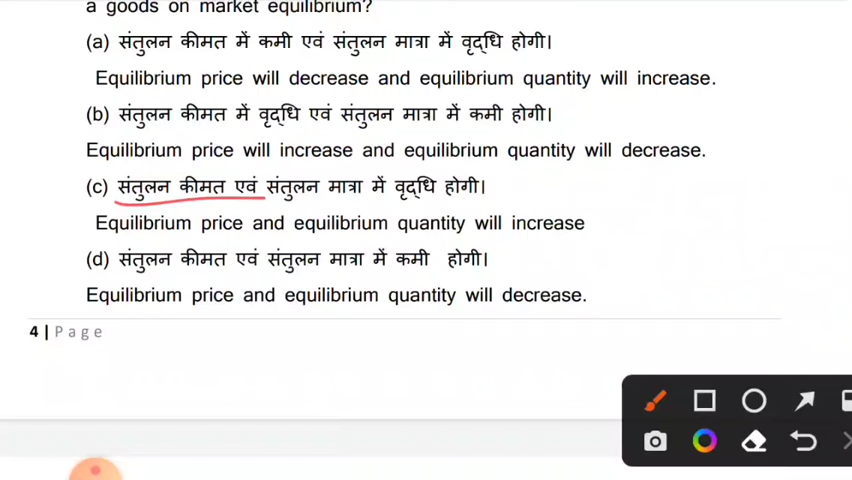 a goods on market equilibrium?
(a) संतुलन कीमत में कमी एवं संतुलन मात्रा में वृद्धि होगी।
Equilibrium price will decrease and equilibrium quantity will increase.
(b) संतुलन कीमत में वृद्धि एवं संतुलन मात्रा में कमी होगी।
Equilibrium price will increase and equilibrium quantity will decrease.
(c) संतुलन कीमत एवं संतुलन मात्रा में वृद्धि होगी।
Equilibrium price and equilibrium quantity will increase
(d) संतुलन कीमत एवं संतुलन मात्रा में कमी होगी।
Equilibrium price and equilibrium quantity will decrease.
4 | P a g e